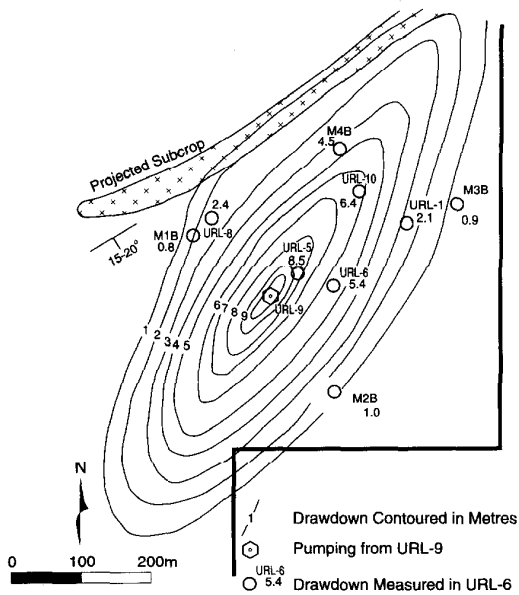 M4B
4.5
Projected Subcrop
URL-10
6.4
M3B
0.9
URL-1
2.1
2.4
M1B
0.8
URL-8
15-20°
URL-5
8.5
URL-6
5.4
6 7 8 9
URL-9
1 2 3 4 5
M2B
1.0
N
0 100 200m
1 Drawdown Contoured in Metres
Pumping from URL-9
URL-6
5.4 Drawdown Measured in URL-6